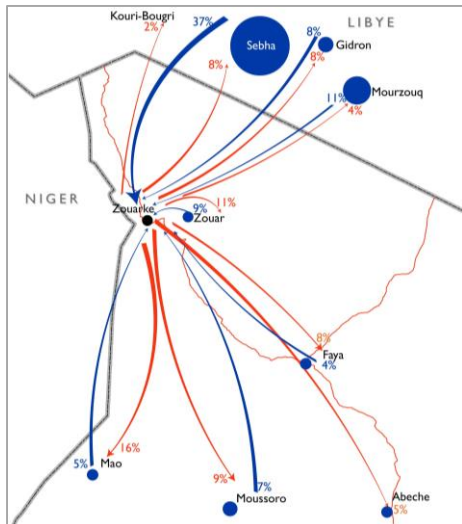 Kouri-Bougri
2%
37%
LIBYE
8%
Sebha
Gidron
8%
8%
11%
Mourzouq
4%
NIGER
Zouarke
9%
11%
Zouar
8%
Faya
4%
16%
5%
Mao
9%
7%
Moussoro
Abeche
5%